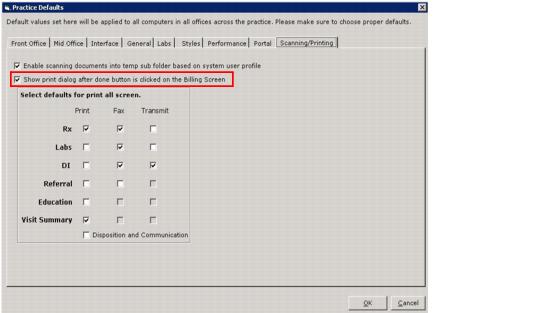 Practice Defaults
Default values set here will be applied to all computers in all offices across the practice. Please make sure to choose proper defaults.
Front Office Mid Office Interface General Labs Styles Performance Portal Scanning/Printing
Enable scanning documents into temp sub folder based on system user profile
Show print dialog after done button is clicked on the Billing Screen
Select defaults for print all screen.
Print Fax Transmit
Rx
Labs
DI
Referral
Education
Visit Summary
Disposition and Communication
OK Cancel